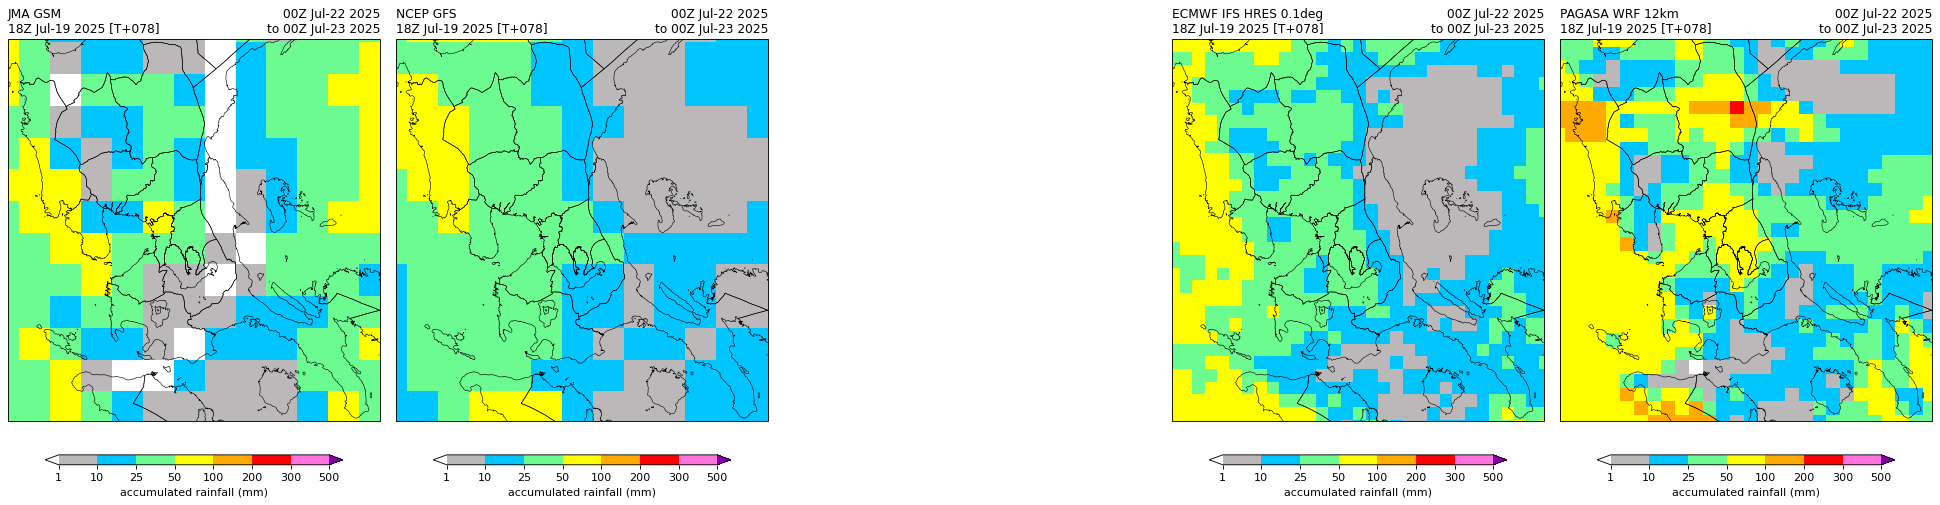 JMA GSM 00Z Jul-22 2025
18Z Jul-19 2025 [T+078] to 00Z Jul-23 2025
1 10 25 50 100 200 300 500
accumulated rainfall (mm)
NCEP GFS 00Z Jul-22 2025
18Z Jul-19 2025 [T+078] to 00Z Jul-23 2025
1 10 25 50 100 200 300 500
accumulated rainfall (mm)
ECMWF IFS HRES 0.1deg 00Z Jul-22 2025
18Z Jul-19 2025 [T+078] to 00Z Jul-23 2025
1 10 25 50 100 200 300 500
accumulated rainfall (mm)
PAGASA WRF 12km 00Z Jul-22 2025
18Z Jul-19 2025 [T+078] to 00Z Jul-23 2025
1 10 25 50 100 200 300 500
accumulated rainfall (mm)